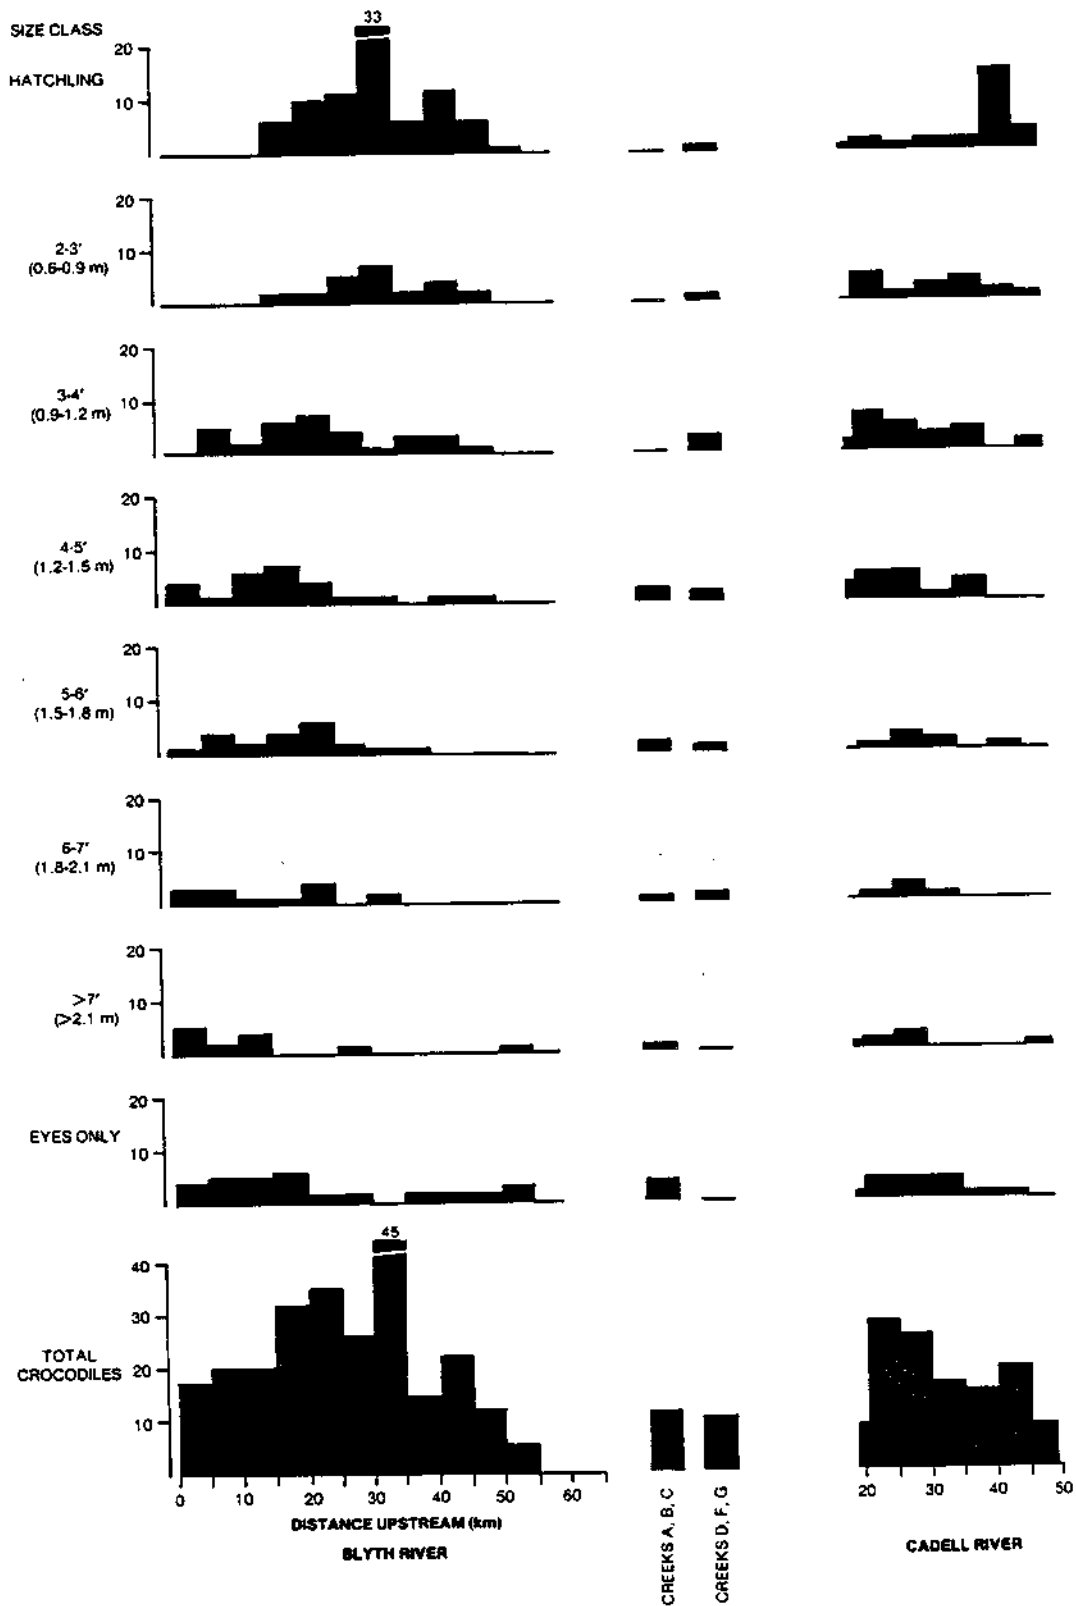 33
SIZE CLASS
HATCHLING
20
10
2-3'
(0.6-0.9 m)
20
10
3-4'
(0.9-1.2 m)
20
10
4-5'
(1.2-1.5 m)
20
10
5-6'
(1.5-1.8 m)
20
10
6-7'
(1.8-2.1 m)
20
10
>7'
(>2.1 m)
20
10
EYES ONLY
20
10
45
TOTAL
CROCODILES
40
30
20
10
0 10 20 30 40 50 60
DISTANCE UPSTREAM (km)
BLYTH RIVER
CREEKS A, B, C
CREEKS D, F, G
20 30 40 50
CADELL RIVER